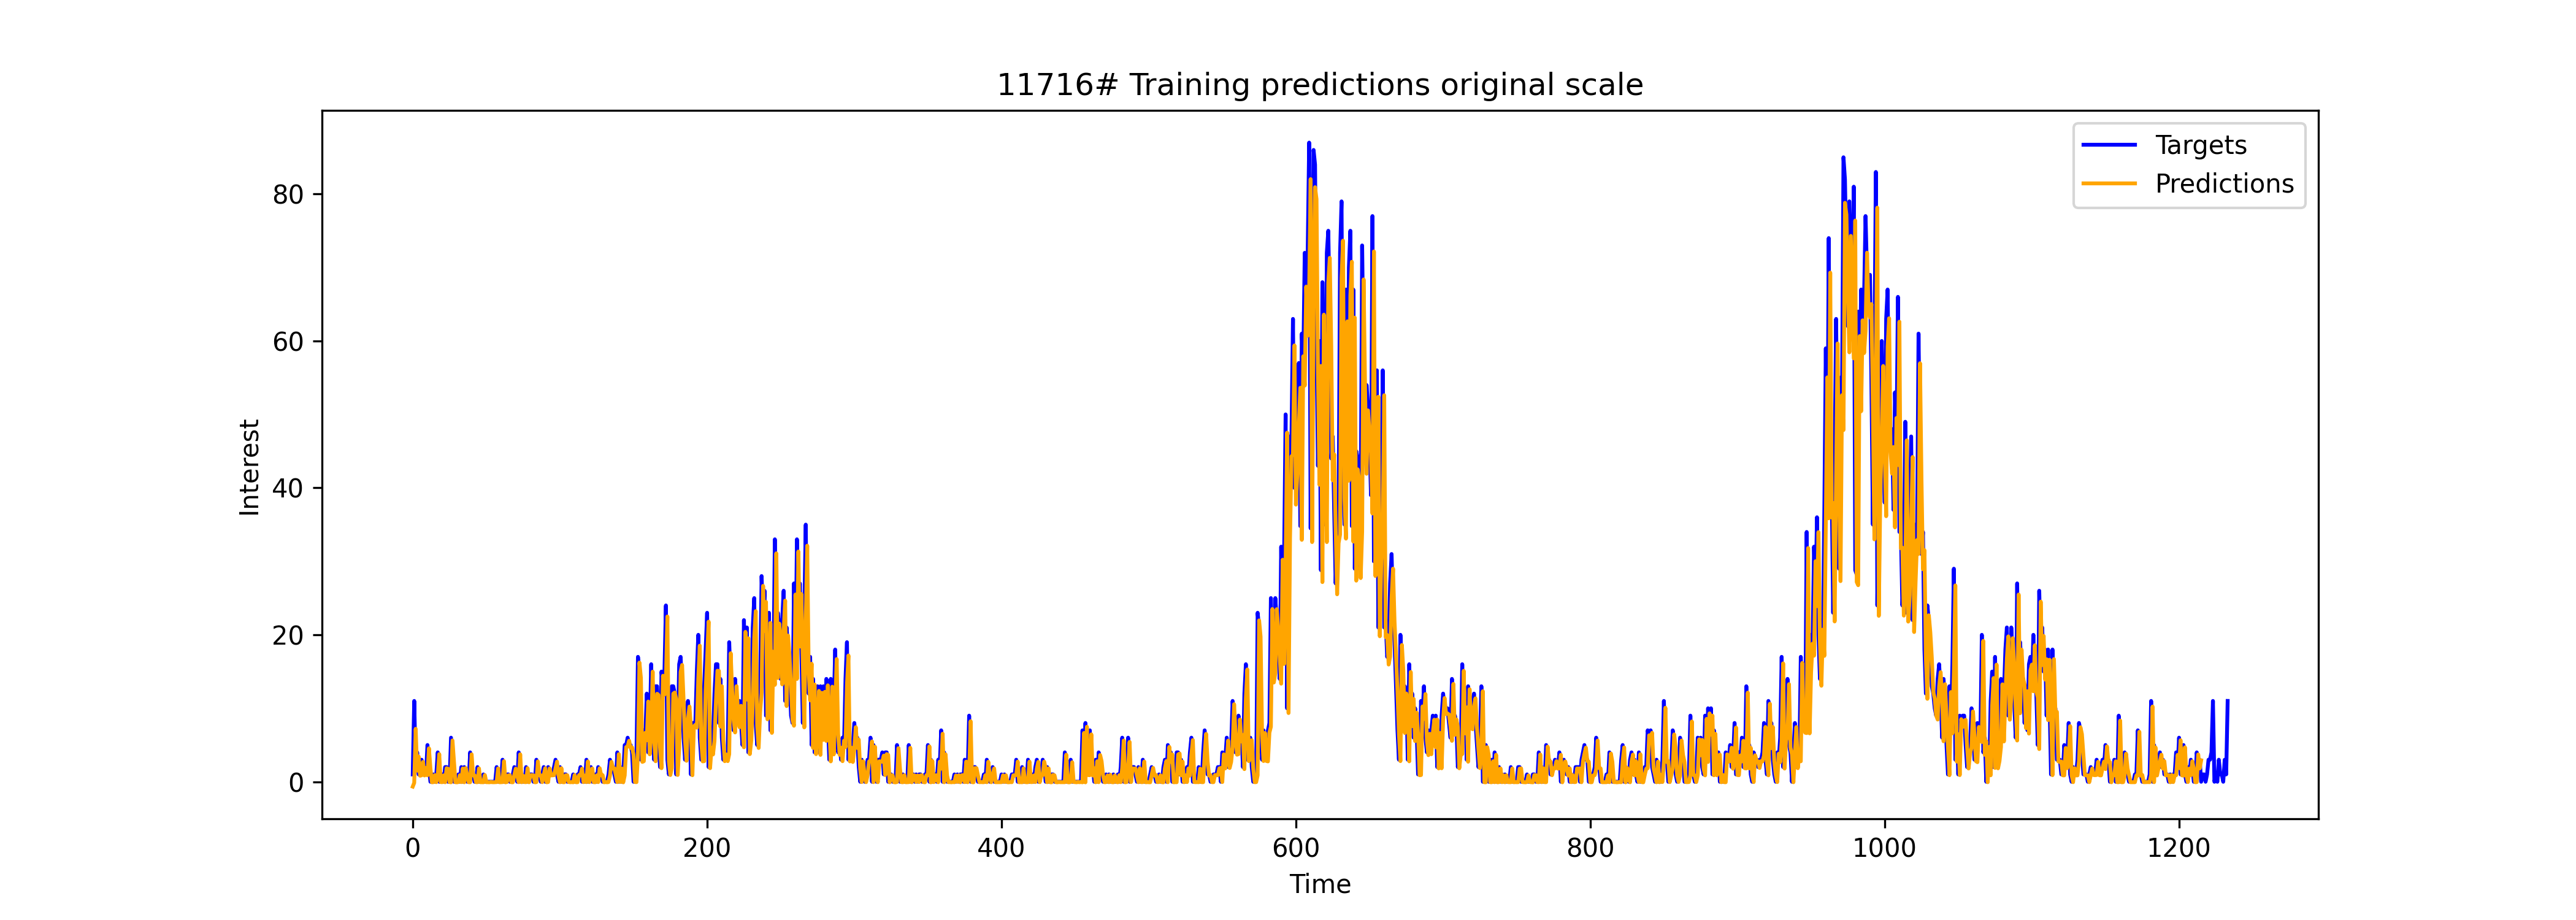 11716# Training predictions original scale
Targets
Predictions
80
60
40
20
0
Interest
0 200 400 600 800 1000 1200
Time